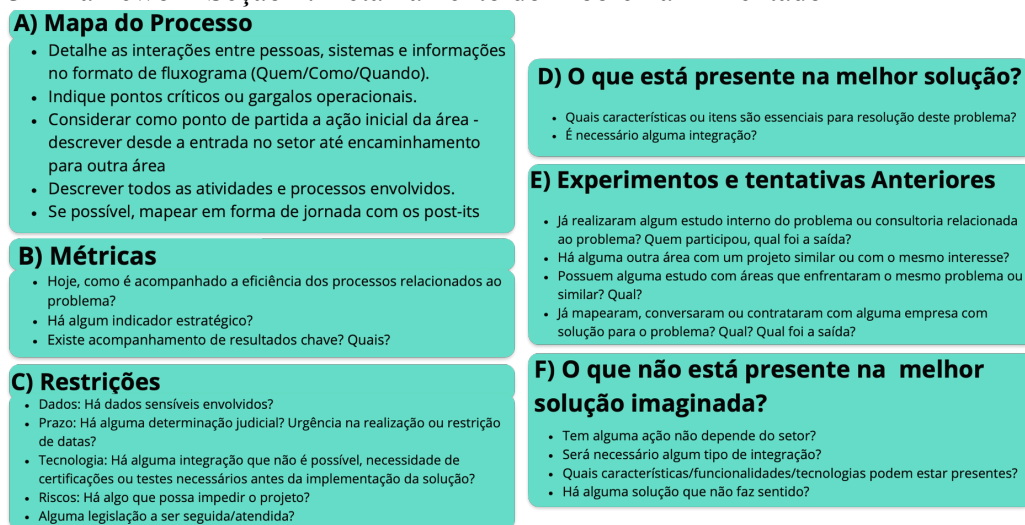 A) Mapa do Processo
• Detalhe as interações entre pessoas, sistemas e informações
no formato de fluxograma (Quem/Como/Quando).
• Indique pontos críticos ou gargalos operacionais.
• Considerar como ponto de partida a ação inicial da área -
descrever desde a entrada no setor até encaminhamento
para outra área
• Descrever todos as atividades e processos envolvidos.
• Se possível, mapear em forma de jornada com os post-its
B) Métricas
• Hoje, como é acompanhado a eficiência dos processos relacionados ao
problema?
• Há algum indicador estratégico?
• Existe acompanhamento de resultados chave? Quais?
C) Restrições
• Dados: Há dados sensíveis envolvidos?
• Prazo: Há alguma determinação judicial? Urgência na realização ou restrição
de datas?
• Tecnologia: Há alguma integração que não é possível, necessidade de
certificações ou testes necessários antes da implementação da solução?
• Riscos: Há algo que possa impedir o projeto?
• Alguma legislação a ser seguida/atendida?
D) O que está presente na melhor solução?
• Quais características ou itens são essenciais para resolução deste problema?
• É necessário alguma integração?
E) Experimentos e tentativas Anteriores
• Já realizaram algum estudo interno do problema ou consultoria relacionada
ao problema? Quem participou, qual foi a saída?
• Há alguma outra área com um projeto similar ou com o mesmo interesse?
• Possuem alguma estudo com áreas que enfrentaram o mesmo problema ou
similar? Qual?
• Já mapearam, conversaram ou contrataram com alguma empresa com
solução para o problema? Qual? Qual foi a saída?
F) O que não está presente na melhor
solução imaginada?
• Tem alguma ação não depende do setor?
• Será necessário algum tipo de integração?
• Quais características/funcionalidades/tecnologias podem estar presentes?
• Há alguma solução que não faz sentido?